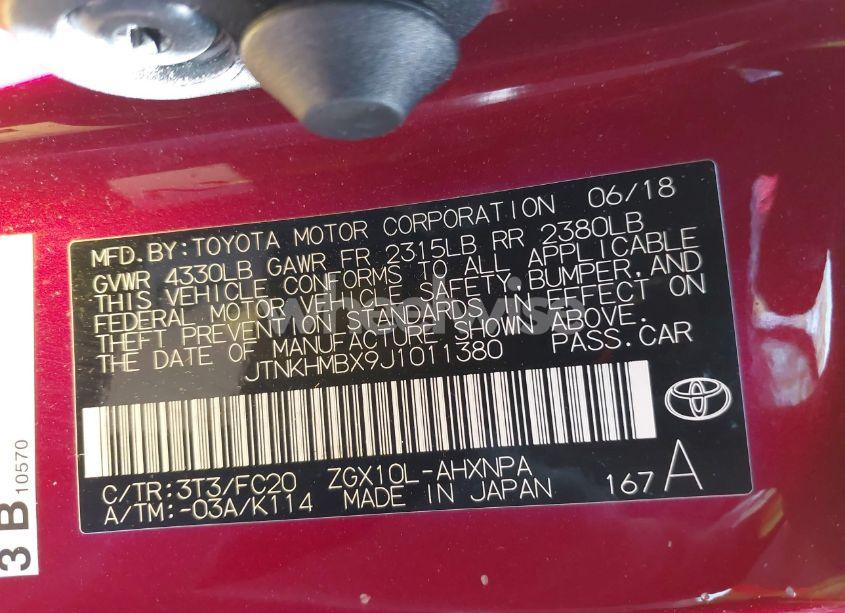 MFD.BY:TOYOTA MOTOR CORPORATION 06/18
GVWR 4330LB GAWR FR 2315LB RR 2380LB
THIS VEHICLE CONFORMS TO ALL APPLICABLE
FEDERAL MOTOR VEHICLE SAFETY,BUMPER,AND
THEFT PREVENTION STANDARDS IN EFFECT ON
THE DATE OF MANUFACTURE SHOWN ABOVE.
JTNKHMBX9J1011380 PASS.CAR
C/TR:3T3/FC20 ZGX10L-AHXNPA
A/TM:-03A/K114 MADE IN JAPAN 167 A
3 B 10570